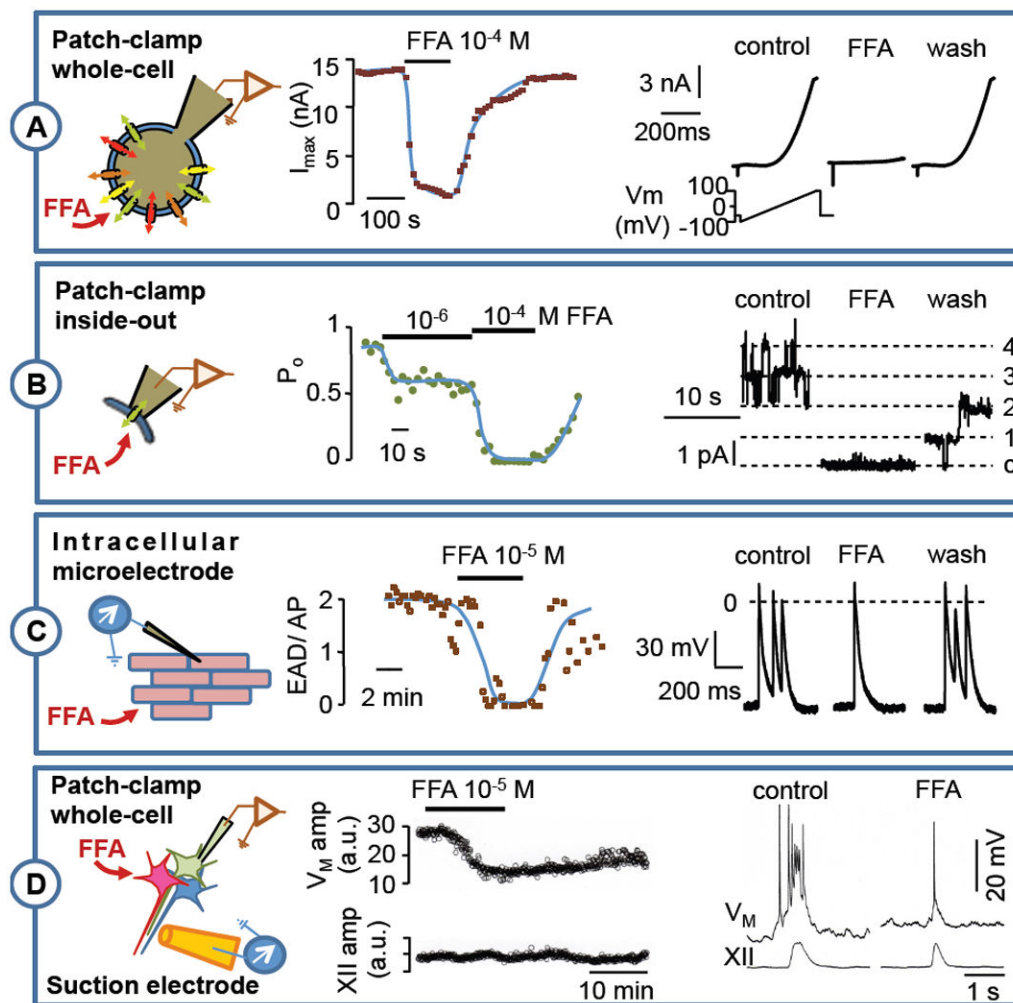 A
Patch-clamp
whole-cell
FFA
FFA 10⁻⁴ M
I_max (nA)
15
10
5
0
100 s
control FFA wash
3 nA
200ms
Vm
(mV)
100
0
-100
B
Patch-clamp
inside-out
FFA
10⁻⁶ 10⁻⁴ M FFA
P_o
1
0.5
0
10 s
control FFA wash
10 s
1 pA
4
3
2
1
c
C
Intracellular
microelectrode
FFA
FFA 10⁻⁵ M
EAD/ AP
2
1
0
2 min
control FFA wash
0
30 mV
200 ms
D
Patch-clamp
whole-cell
FFA
Suction electrode
FFA 10⁻⁵ M
V_M amp
(a.u.)
30
20
10
XII amp
(a.u.)
10 min
control FFA
20 mV
V_M
XII
1 s